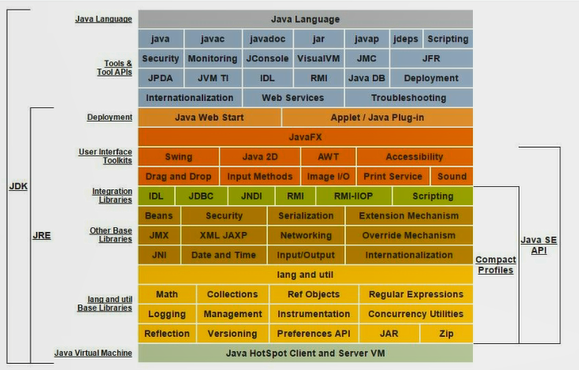 Java Language Java Language
java javac javadoc jar javap jdeps Scripting
Security Monitoring JConsole VisualVM JMC JFR
Tools & Tool APIs
JPDA JVM TI IDL RMI Java DB Deployment
Internationalization Web Services Troubleshooting
Deployment Java Web Start Applet / Java Plug-in
JavaFX
User Interface Toolkits
Swing Java 2D AWT Accessibility
Drag and Drop Input Methods Image I/O Print Service Sound
Integration Libraries
IDL JDBC JNDI RMI RMI-IIOP Scripting
JDK
Beans Security Serialization Extension Mechanism
Other Base Libraries
JMX XML JAXP Networking Override Mechanism
JRE
Java SE API
JNi Date and Time Input/Output Internationalization
Compact Profiles
lang and util
lang and util Base Libraries
Math Collections Ref Objects Regular Expressions
Logging Management Instrumentation Concurrency Utilities
Reflection Versioning Preferences API JAR Zip
Java Virtual Machine Java HotSpot Client and Server VM